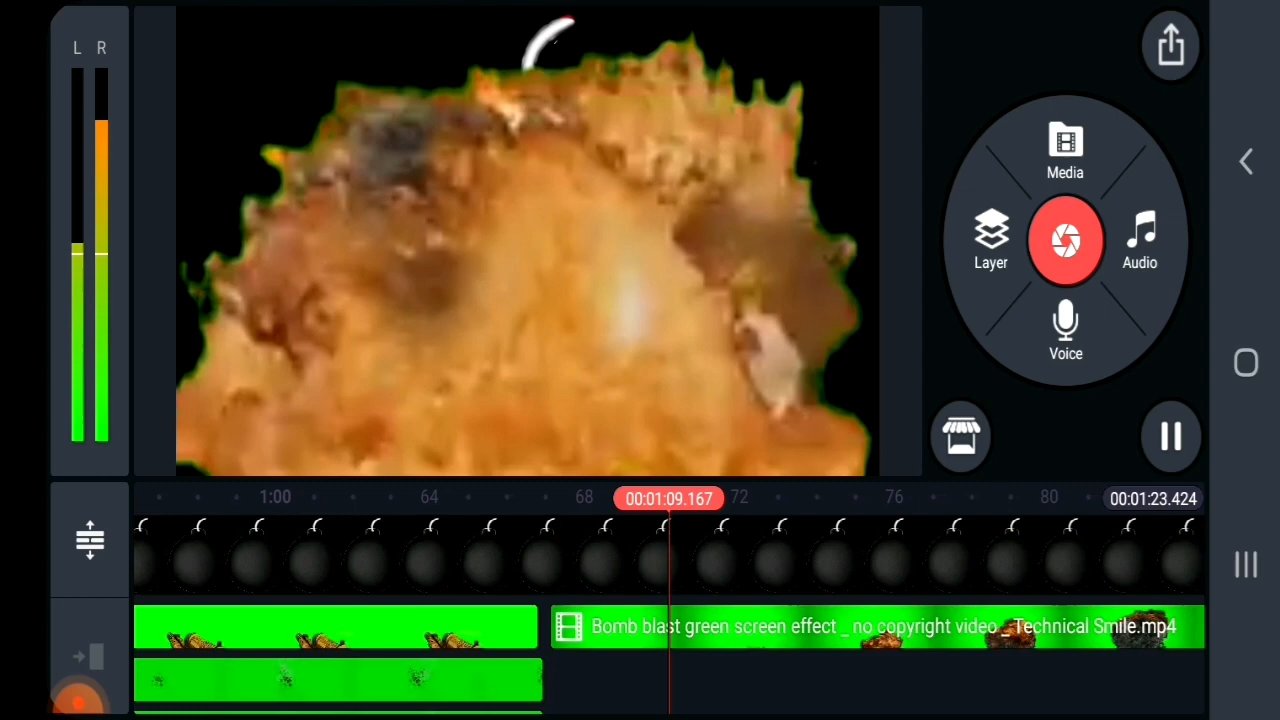 L R
Media
Layer
Audio
Voice
1:00 64 68 00:01:09.167 72 76 80 00:01:23.424
Bomb blast green screen effect _ no copyright video _ Technical Smile.mp4